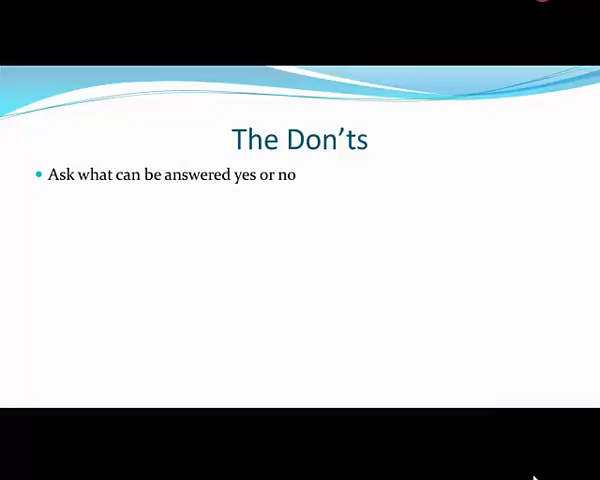 The Don'ts
Ask what can be answered yes or no